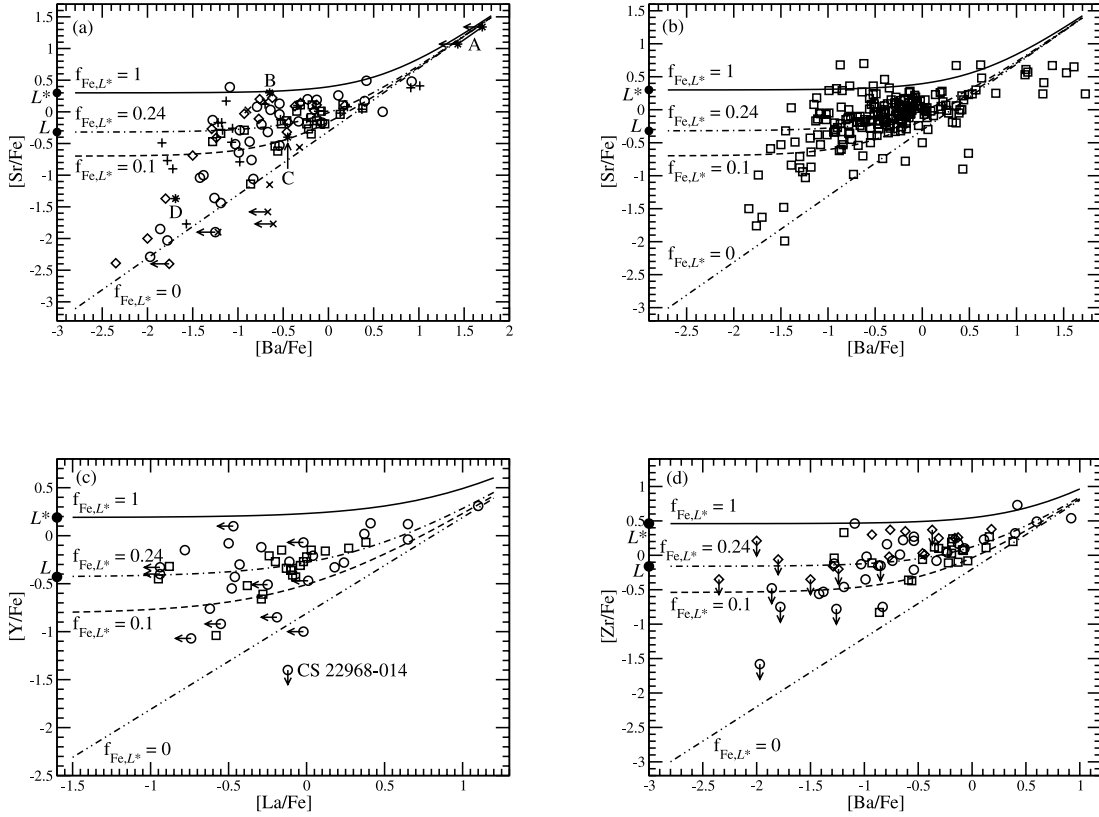 (a)
A
B
C
D
f_Fe,L* = 1
f_Fe,L* = 0.24
f_Fe,L* = 0.1
f_Fe,L* = 0
L*
L
1.5
1
0.5
0
-0.5
-1
-1.5
-2
-2.5
-3
[Sr/Fe]
-3 -2.5 -2 -1.5 -1 -0.5 0 0.5 1 1.5 2
[Ba/Fe]
(b)
f_Fe,L* = 1
f_Fe,L* = 0.24
f_Fe,L* = 0.1
f_Fe,L* = 0
L*
L
1.5
1
0.5
0
-0.5
-1
-1.5
-2
-2.5
-3
[Sr/Fe]
-2.5 -2 -1.5 -1 -0.5 0 0.5 1 1.5
[Ba/Fe]
(c)
f_Fe,L* = 1
f_Fe,L* = 0.24
f_Fe,L* = 0.1
CS 22968-014
f_Fe,L* = 0
L*
L
0.5
0
-0.5
-1
-1.5
-2
-2.5
[Y/Fe]
-1.5 -1 -0.5 0 0.5 1
[La/Fe]
(d)
f_Fe,L* = 1
f_Fe,L* = 0.24
f_Fe,L* = 0.1
f_Fe,L* = 0
L*
L
1.5
1
0.5
0
-0.5
-1
-1.5
-2
-2.5
-3
-3.5
[Zr/Fe]
-3 -2.5 -2 -1.5 -1 -0.5 0 0.5 1
[Ba/Fe]